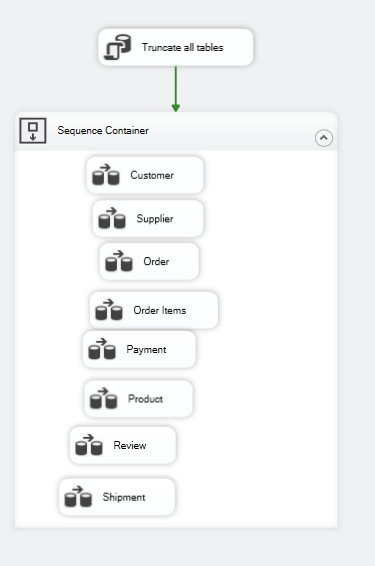 Truncate all tables
Sequence Container
Customer
Supplier
Order
Order Items
Payment
Product
Review
Shipment